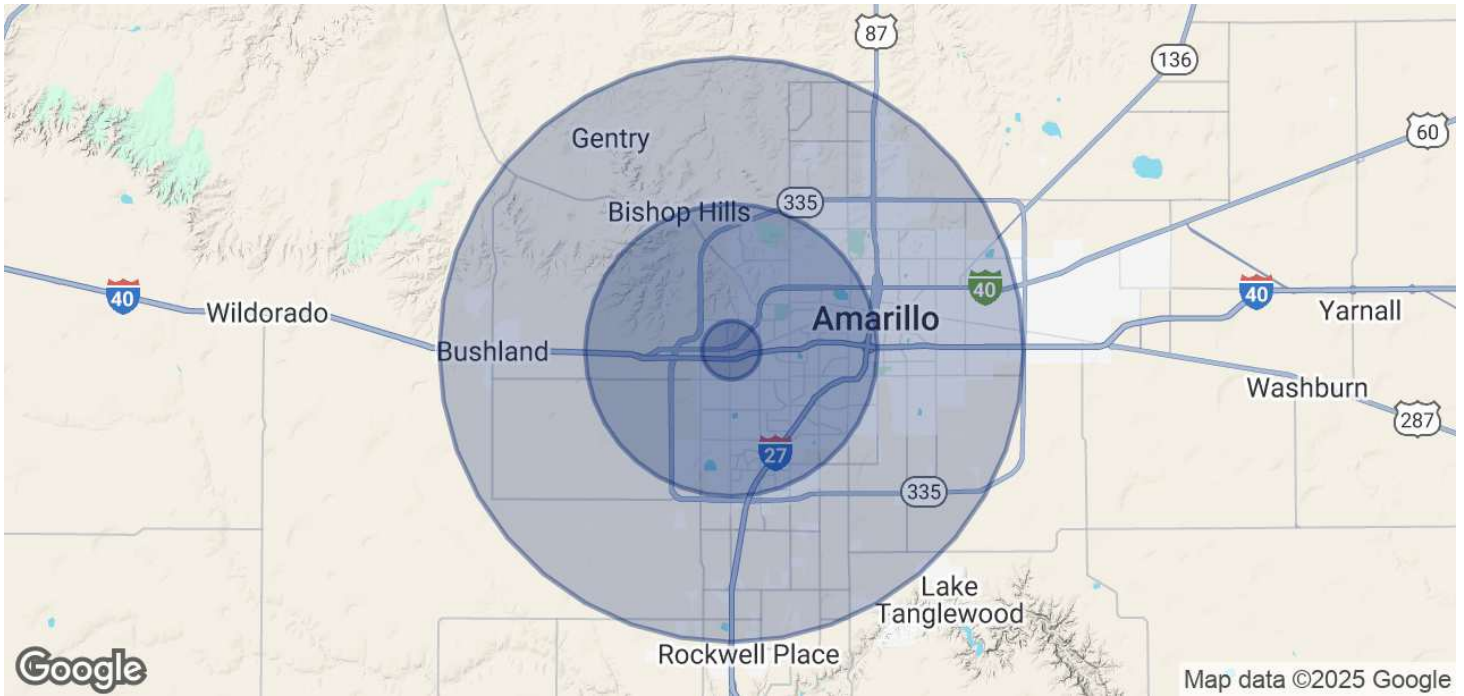 87
136
60
Gentry
335
Bishop Hills
40
40
40
Wildorado
Amarillo
Yarnall
Bushland
Washburn
287
27
335
Lake
Tanglewood
Rockwell Place
Google
Map data ©2025 Google